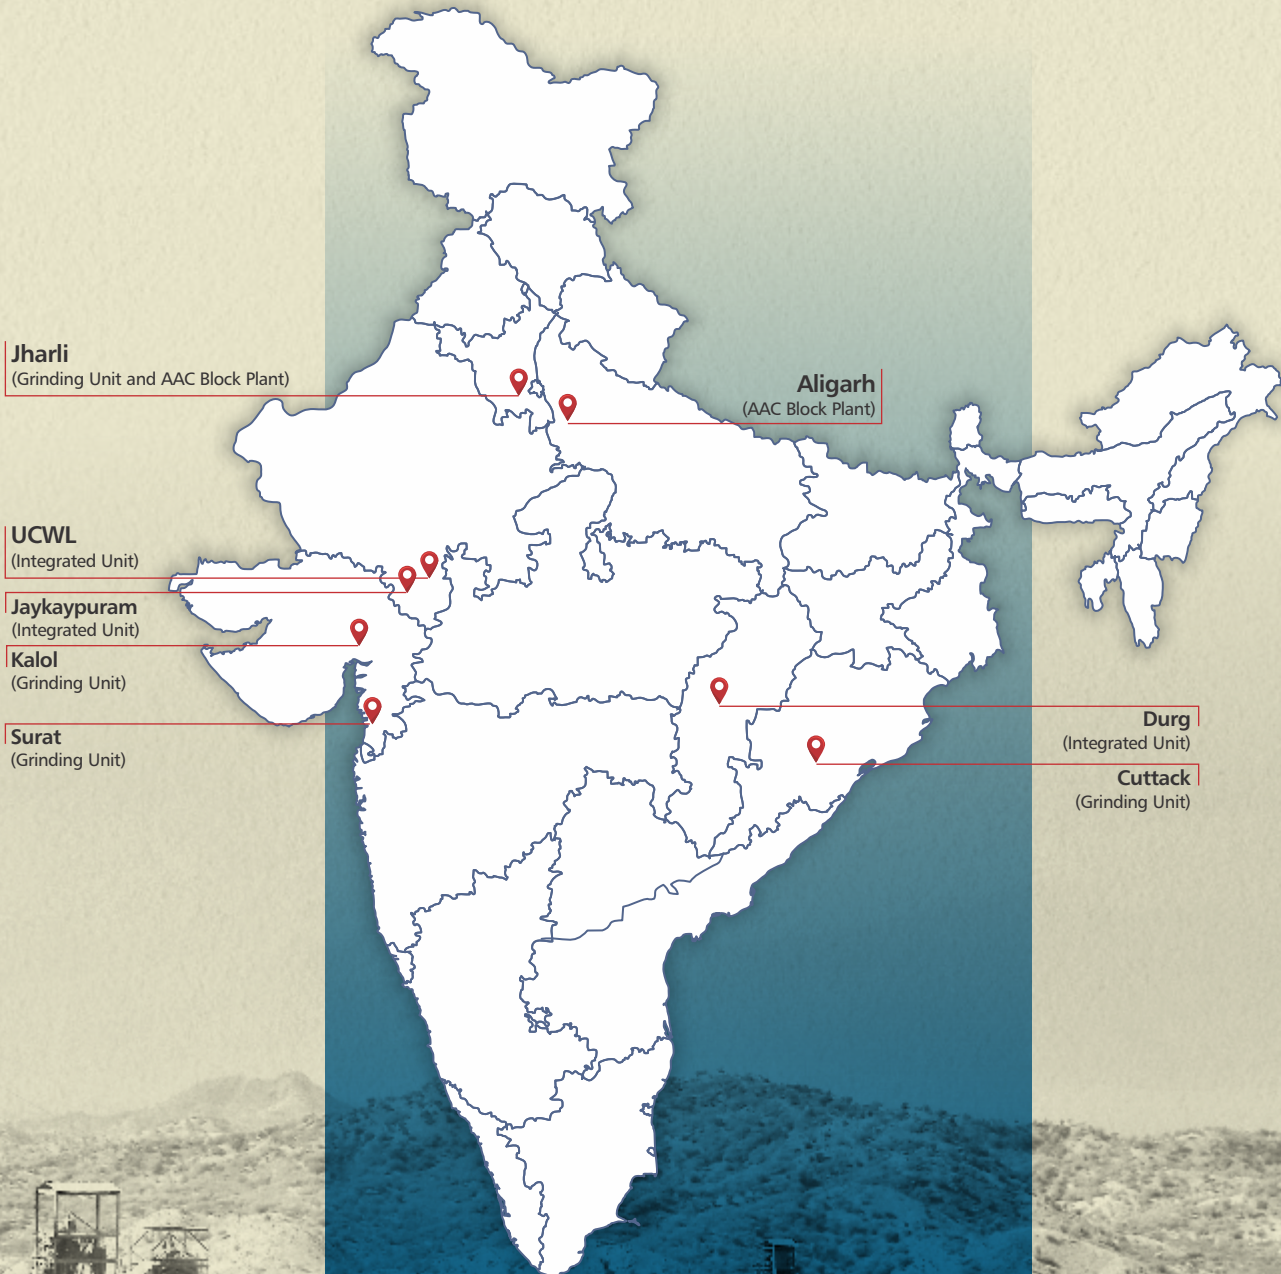 Jharli
(Grinding Unit and AAC Block Plant)
Aligarh
(AAC Block Plant)
UCWL
(Integrated Unit)
Jaykaypuram
(Integrated Unit)
Kalol
(Grinding Unit)
Surat
(Grinding Unit)
Durg
(Integrated Unit)
Cuttack
(Grinding Unit)